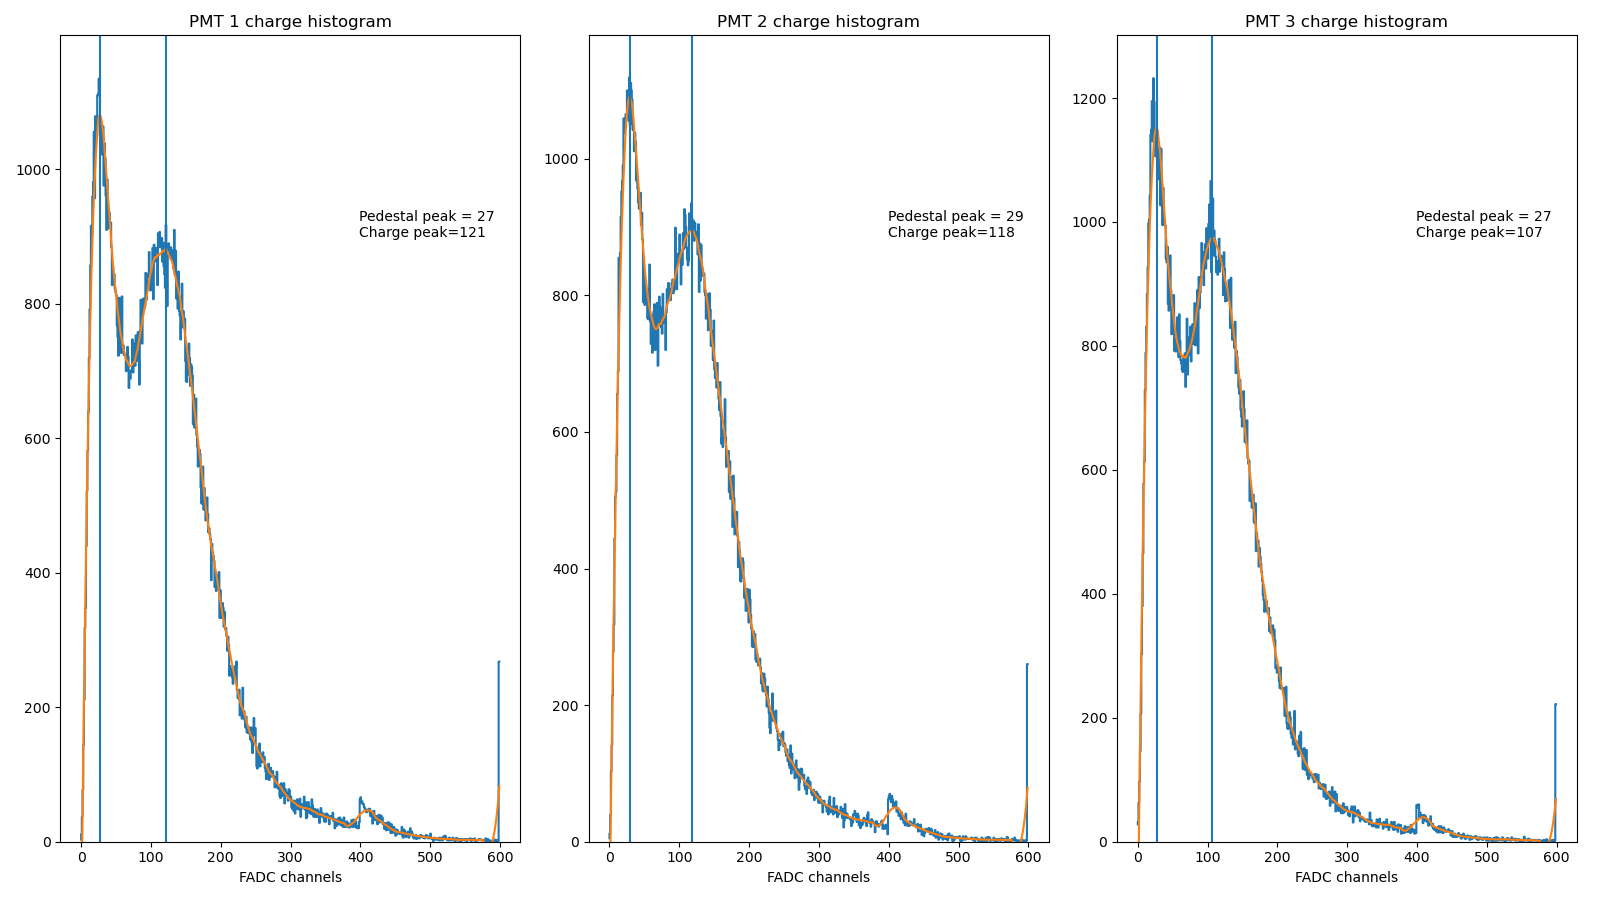 PMT 1 charge histogram
1000
800
600
400
200
0
Pedestal peak = 27
Charge peak=121
0 100 200 300 400 500 600
FADC channels
PMT 2 charge histogram
1000
800
600
400
200
0
Pedestal peak = 29
Charge peak=118
0 100 200 300 400 500 600
FADC channels
PMT 3 charge histogram
1200
1000
800
600
400
200
0
Pedestal peak = 27
Charge peak=107
0 100 200 300 400 500 600
FADC channels